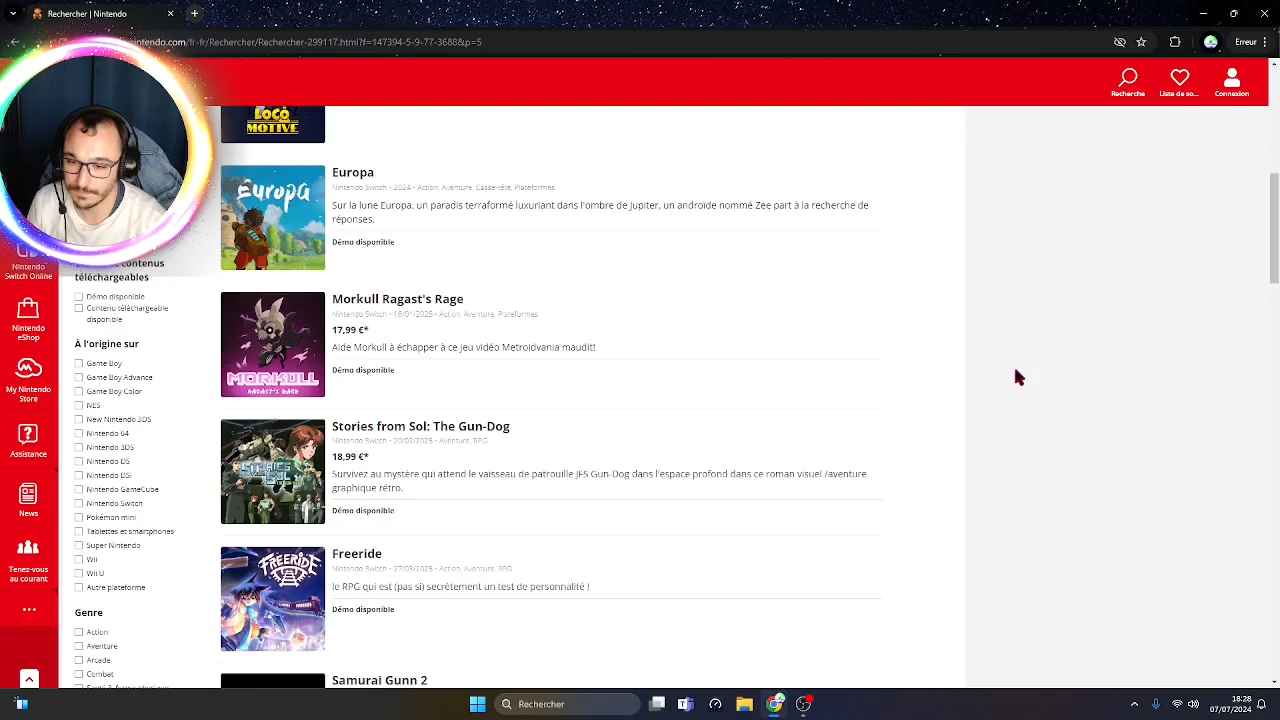 Rechercher | Nintendo
intendo.com/fr-fr/Rechercher/Rechercher-299117.html?f=147394-5-9-77-3688&p=5
Erreur
Recherche
Liste de so...
Connexion
LOCO
MOTIVE
Europa
Europa
Nintendo Switch • 2024 • Action, Aventure, Casse-tête, Plateformes
Sur la lune Europa, un paradis terraformé luxuriant dans l'ombre de Jupiter, un androïde nommé Zee part à la recherche de
réponses.
Démo disponible
MORKULL
RAGAST'S RAGE
Morkull Ragast's Rage
Nintendo Switch • 16/01/2025 • Action, Aventure, Plateformes
17,99 €*
Aide Morkull à échapper à ce jeu vidéo Metroidvania maudit!
Démo disponible
STORIES
SOL
Stories from Sol: The Gun-Dog
Nintendo Switch • 20/02/2025 • Aventure, RPG
18,99 €*
Survivez au mystère qui attend le vaisseau de patrouille JFS Gun-Dog dans l'espace profond dans ce roman visuel /aventure
graphique rétro.
Démo disponible
FREERIDE
Freeride
Nintendo Switch • 27/03/2025 • Action, Aventure, RPG
le RPG qui est (pas si) secrètement un test de personnalité !
Démo disponible
Samurai Gunn 2
Nintendo
Switch Online
Nintendo
eShop
My Nintendo
Store
Assistance
News
Tenez-vous
au courant
...
contenus
téléchargeables
Démo disponible
Contenu téléchargeable
disponible
À l'origine sur
Game Boy
Game Boy Advance
Game Boy Color
NES
New Nintendo 3DS
Nintendo 64
Nintendo 3DS
Nintendo DS
Nintendo DSi
Nintendo GameCube
Nintendo Switch
Pokémon mini
Tablettes et smartphones
Super Nintendo
Wii
Wii U
Autre plateforme
Genre
Action
Aventure
Arcade
Combat
Rechercher
18:28
07/07/2024